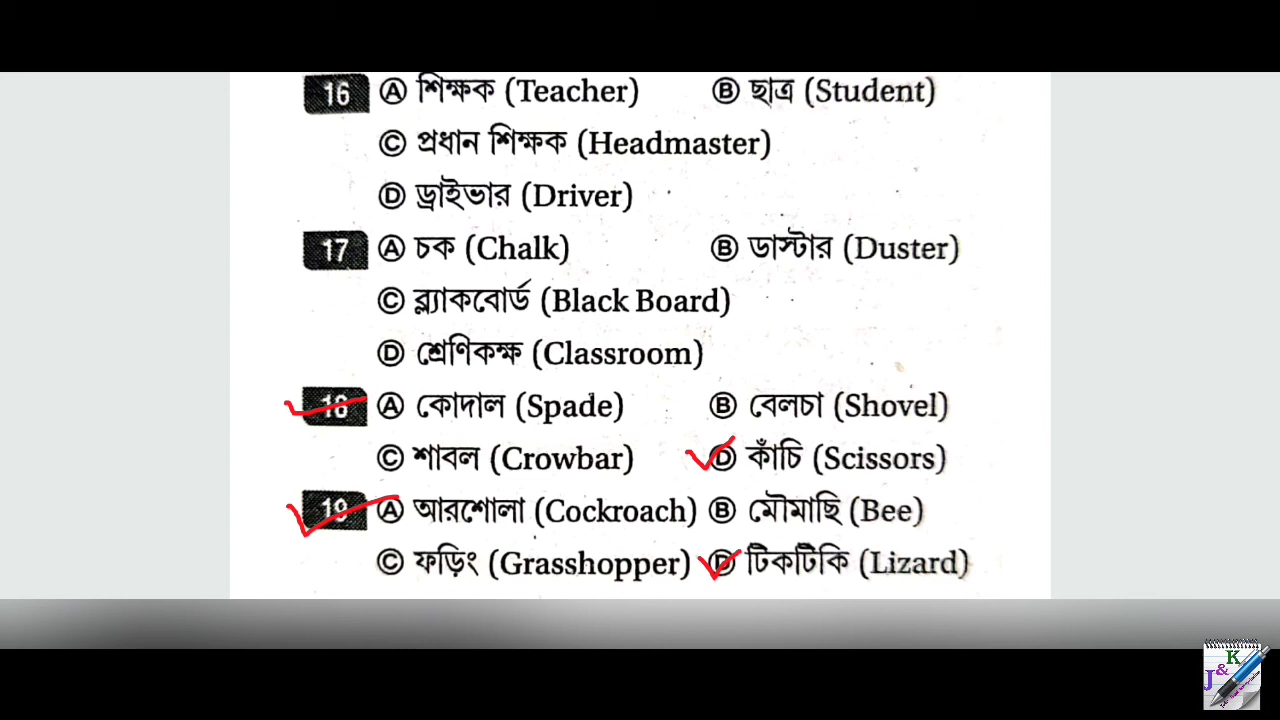 16 Ⓐ শিক্ষক (Teacher) Ⓑ ছাত্র (Student)
Ⓒ প্রধান শিক্ষক (Headmaster)
Ⓓ ড্রাইভার (Driver)
17 Ⓐ চক (Chalk) Ⓑ ডাস্টার (Duster)
Ⓒ ব্ল্যাকবোর্ড (Black Board)
Ⓓ শ্রেণিকক্ষ (Classroom)
18 Ⓐ কোদাল (Spade) Ⓑ বেলচা (Shovel)
Ⓒ শাবল (Crowbar) Ⓓ কাঁচি (Scissors)
19 Ⓐ আরশোলা (Cockroach) Ⓑ মৌমাছি (Bee)
Ⓒ ফড়িং (Grasshopper) Ⓓ টিকটিকি (Lizard)
J&K